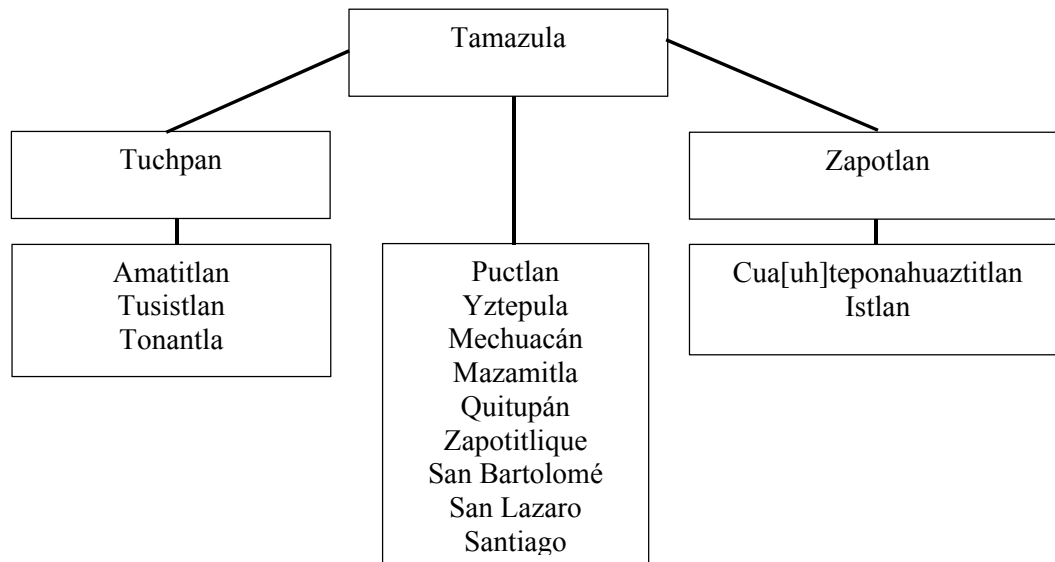 Tamazula
Tuchpan
Zapotlan
Amatitlan
Tusistlan
Tonantla
Puctlan
Yztepula
Mechuacán
Mazamitla
Quitupán
Zapotitlique
San Bartolomé
San Lazaro
Santiago
Cua[uh]teponahuaztitlan
Istlan